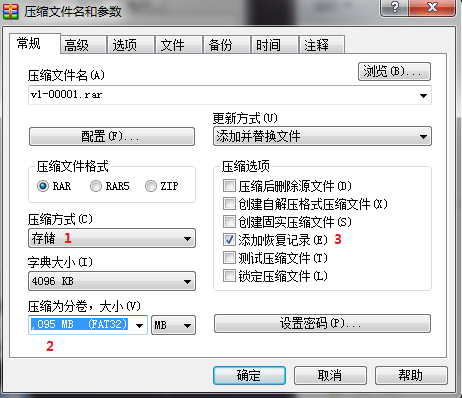 压缩文件名和参数
常规 高级 选项 文件 备份 时间 注释
压缩文件名(A)
浏览(B)...
v1-00001.rar
更新方式(U)
配置(F)...
添加并替换文件
压缩文件格式
RAR RAR5 ZIP
压缩选项
压缩后删除源文件(D)
创建自解压格式压缩文件(X)
创建固实压缩文件(S)
添加恢复记录(E) 3
测试压缩文件(T)
锁定压缩文件(L)
压缩方式(C)
存储 1
字典大小(I)
4096 KB
压缩为分卷，大小(V)
,095 MB (FAT32) MB
2
设置密码(P)...
确定 取消 帮助